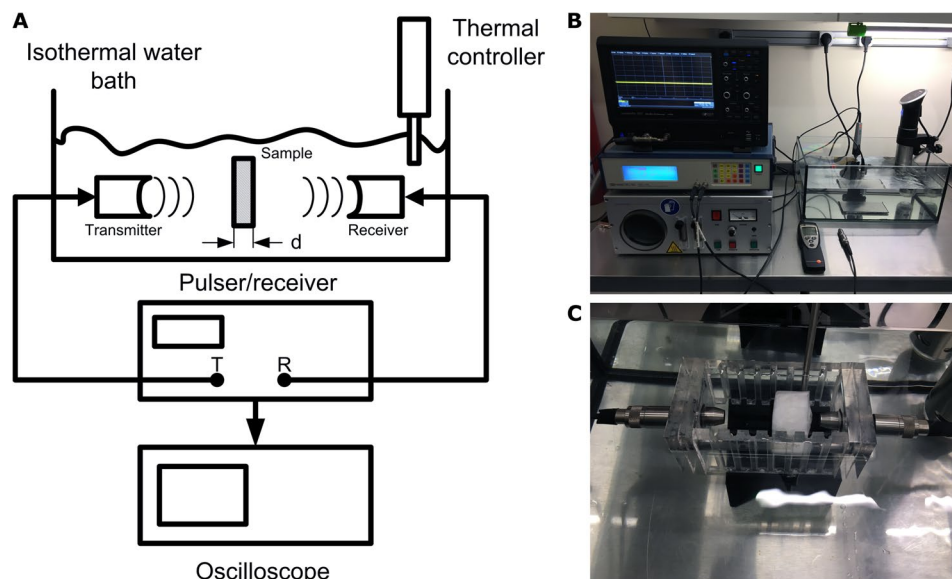 A
Isothermal water
bath
Thermal
controller
Sample
Transmitter
d
Receiver
Pulser/receiver
T
R
Oscilloscope
B
C